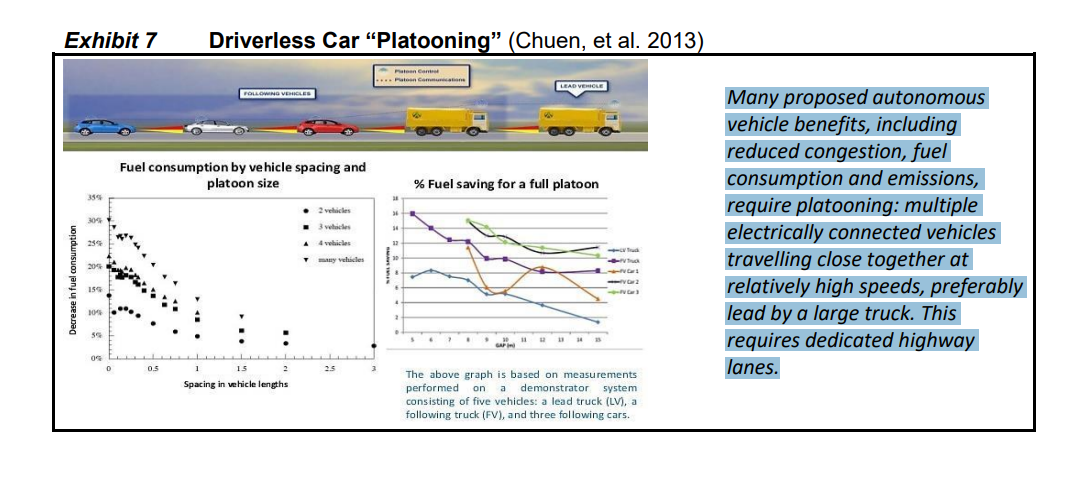 Exhibit 7 Driverless Car “Platooning” (Chuen, et al. 2013)
Platoon Control
Platoon Communications
FOLLOWING VEHICLES
LEAD VEHICLE
Fuel consumption by vehicle spacing and
platoon size
35%
30%
25%
20%
15%
10%
5%
0%
Decrease in fuel consumption
2 vehicles
3 vehicles
4 vehicles
many vehicles
0 0.5 1 1.5 2 2.5 3
Spacing in vehicle lengths
% Fuel saving for a full platoon
18
16
14
12
10
8
6
4
2
0
% FUEL SAVING
LV Truck
FV Truck
FV Car 1
FV Car 2
FV Car 3
5 6 7 8 9 10 11 12 13 14 15
GAP (m)
The above graph is based on measurements
performed on a demonstrator system
consisting of five vehicles: a lead truck (LV), a
following truck (FV), and three following cars.
Many proposed autonomous
vehicle benefits, including
reduced congestion, fuel
consumption and emissions,
require platooning: multiple
electrically connected vehicles
travelling close together at
relatively high speeds, preferably
lead by a large truck. This
requires dedicated highway
lanes.